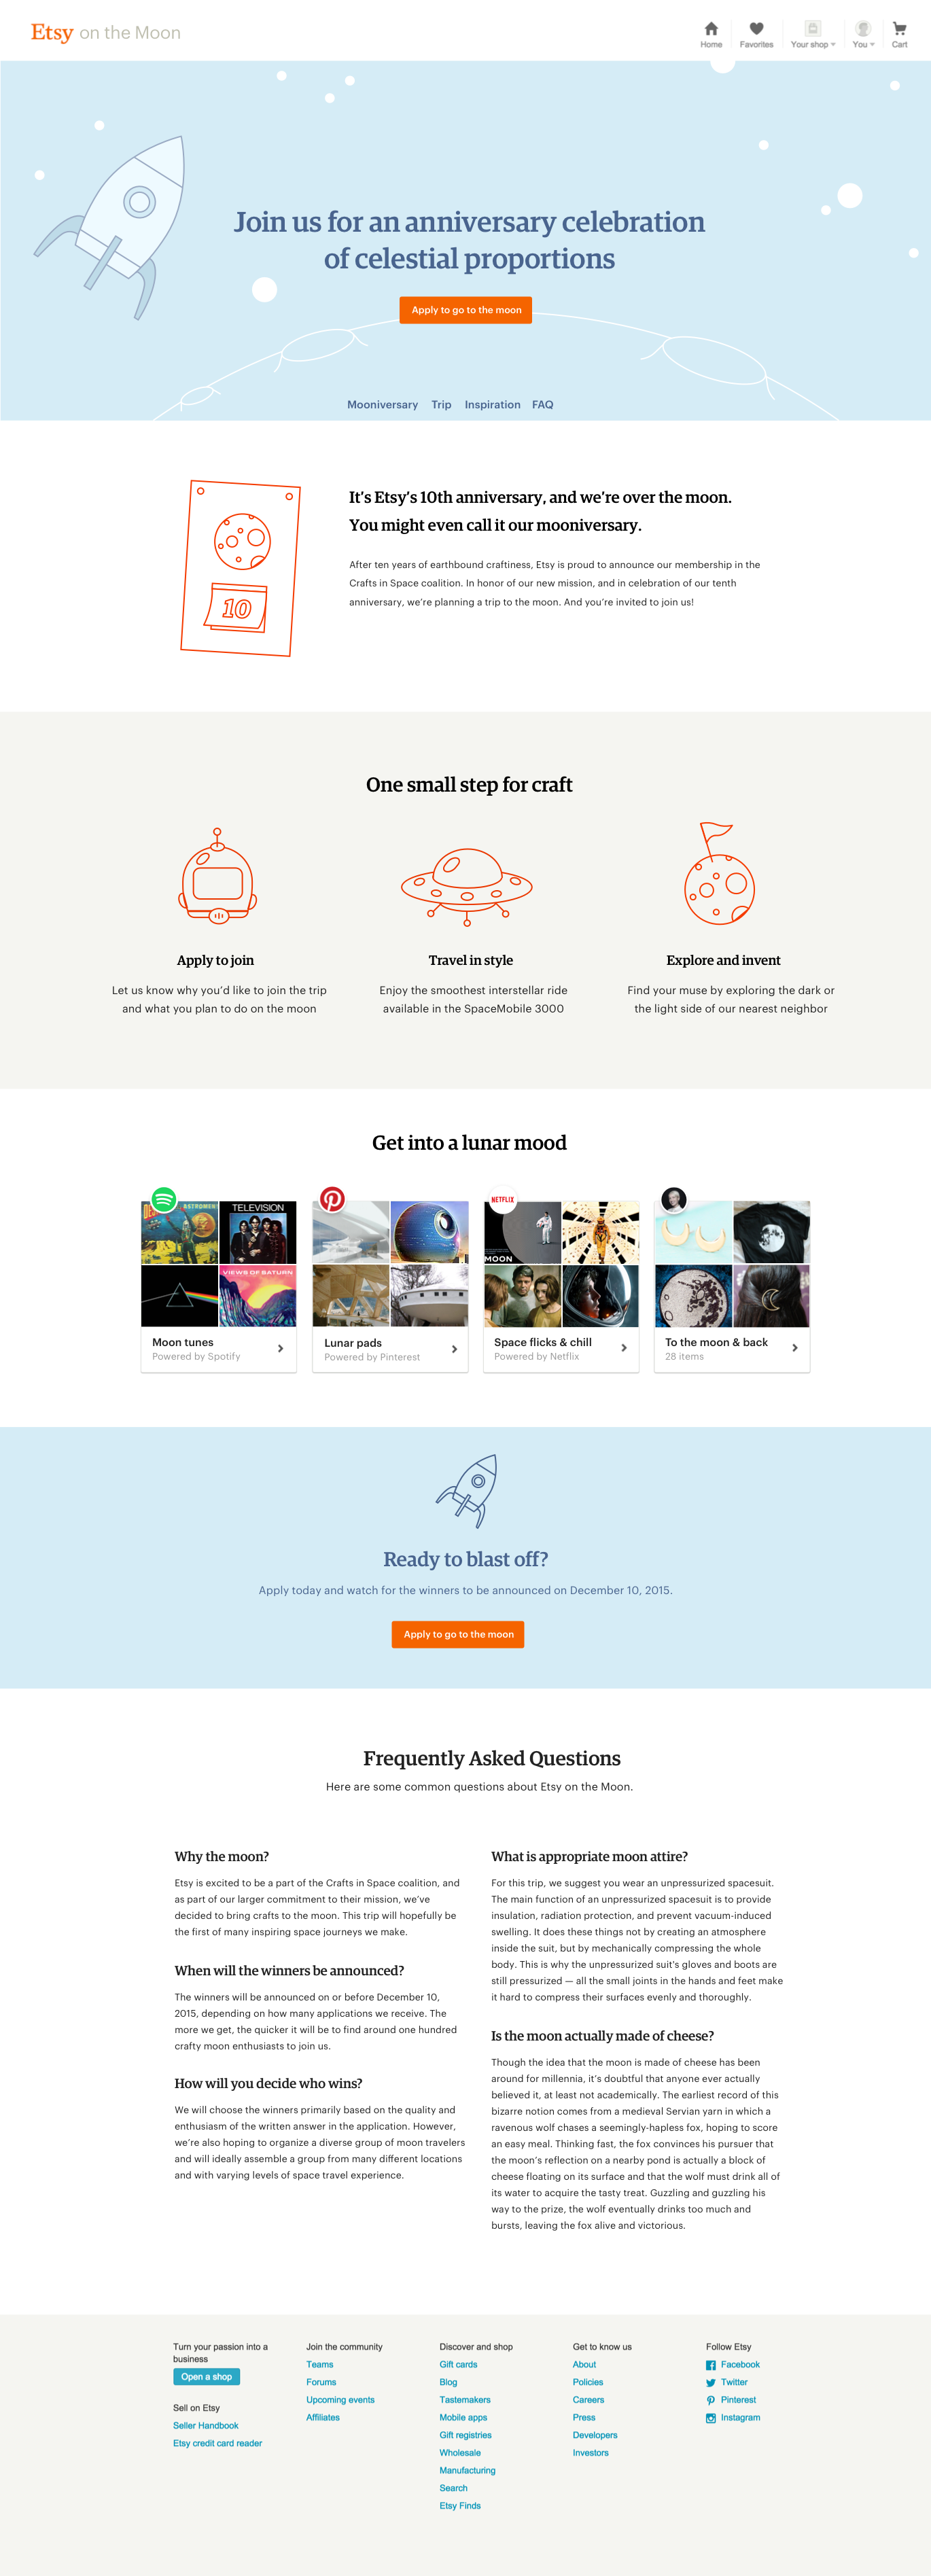 Etsy on the Moon
Home
Favorites
Your shop
You
Cart
Join us for an anniversary celebration
of celestial proportions
Apply to go to the moon
Mooniversary Trip Inspiration FAQ
10
It's Etsy's 10th anniversary, and we're over the moon.
You might even call it our mooniversary.
After ten years of earthbound craftiness, Etsy is proud to announce our membership in the
Crafts in Space coalition. In honor of our new mission, and in celebration of our tenth
anniversary, we're planning a trip to the moon. And you're invited to join us!
One small step for craft
Apply to join
Let us know why you'd like to join the trip
and what you plan to do on the moon
Travel in style
Enjoy the smoothest interstellar ride
available in the SpaceMobile 3000
Explore and invent
Find your muse by exploring the dark or
the light side of our nearest neighbor
Get into a lunar mood
TELEVISION
VIEWS OF SATURN
Moon tunes
Powered by Spotify
Lunar pads
Powered by Pinterest
NETFLIX
MOON
Space flicks & chill
Powered by Netflix
To the moon & back
28 items
Ready to blast off?
Apply today and watch for the winners to be announced on December 10, 2015.
Apply to go to the moon
Frequently Asked Questions
Here are some common questions about Etsy on the Moon.
Why the moon?
Etsy is excited to be a part of the Crafts in Space coalition, and
as part of our larger commitment to their mission, we've
decided to bring crafts to the moon. This trip will hopefully be
the first of many inspiring space journeys we make.
When will the winners be announced?
The winners will be announced on or before December 10,
2015, depending on how many applications we receive. The
more we get, the quicker it will be to find around one hundred
crafty moon enthusiasts to join us.
How will you decide who wins?
We will choose the winners primarily based on the quality and
enthusiasm of the written answer in the application. However,
we're also hoping to organize a diverse group of moon travelers
and will ideally assemble a group from many different locations
and with varying levels of space travel experience.
What is appropriate moon attire?
For this trip, we suggest you wear an unpressurized spacesuit.
The main function of an unpressurized spacesuit is to provide
insulation, radiation protection, and prevent vacuum-induced
swelling. It does these things not by creating an atmosphere
inside the suit, but by mechanically compressing the whole
body. This is why the unpressurized suit's gloves and boots are
still pressurized — all the small joints in the hands and feet make
it hard to compress their surfaces evenly and thoroughly.
Is the moon actually made of cheese?
Though the idea that the moon is made of cheese has been
around for millennia, it's doubtful that anyone ever actually
believed it, at least not academically. The earliest record of this
bizarre notion comes from a medieval Servian yarn in which a
ravenous wolf chases a seemingly-hapless fox, hoping to score
an easy meal. Thinking fast, the fox convinces his pursuer that
the moon's reflection on a nearby pond is actually a block of
cheese floating on its surface and that the wolf must drink all of
its water to acquire the tasty treat. Guzzling and guzzling his
way to the prize, the wolf eventually drinks too much and
bursts, leaving the fox alive and victorious.
Turn your passion into a
business
Open a shop
Sell on Etsy
Seller Handbook
Etsy credit card reader
Join the community
Teams
Forums
Upcoming events
Affiliates
Discover and shop
Gift cards
Blog
Tastemakers
Mobile apps
Gift registries
Wholesale
Manufacturing
Search
Etsy Finds
Get to know us
About
Policies
Careers
Press
Developers
Investors
Follow Etsy
Facebook
Twitter
Pinterest
Instagram